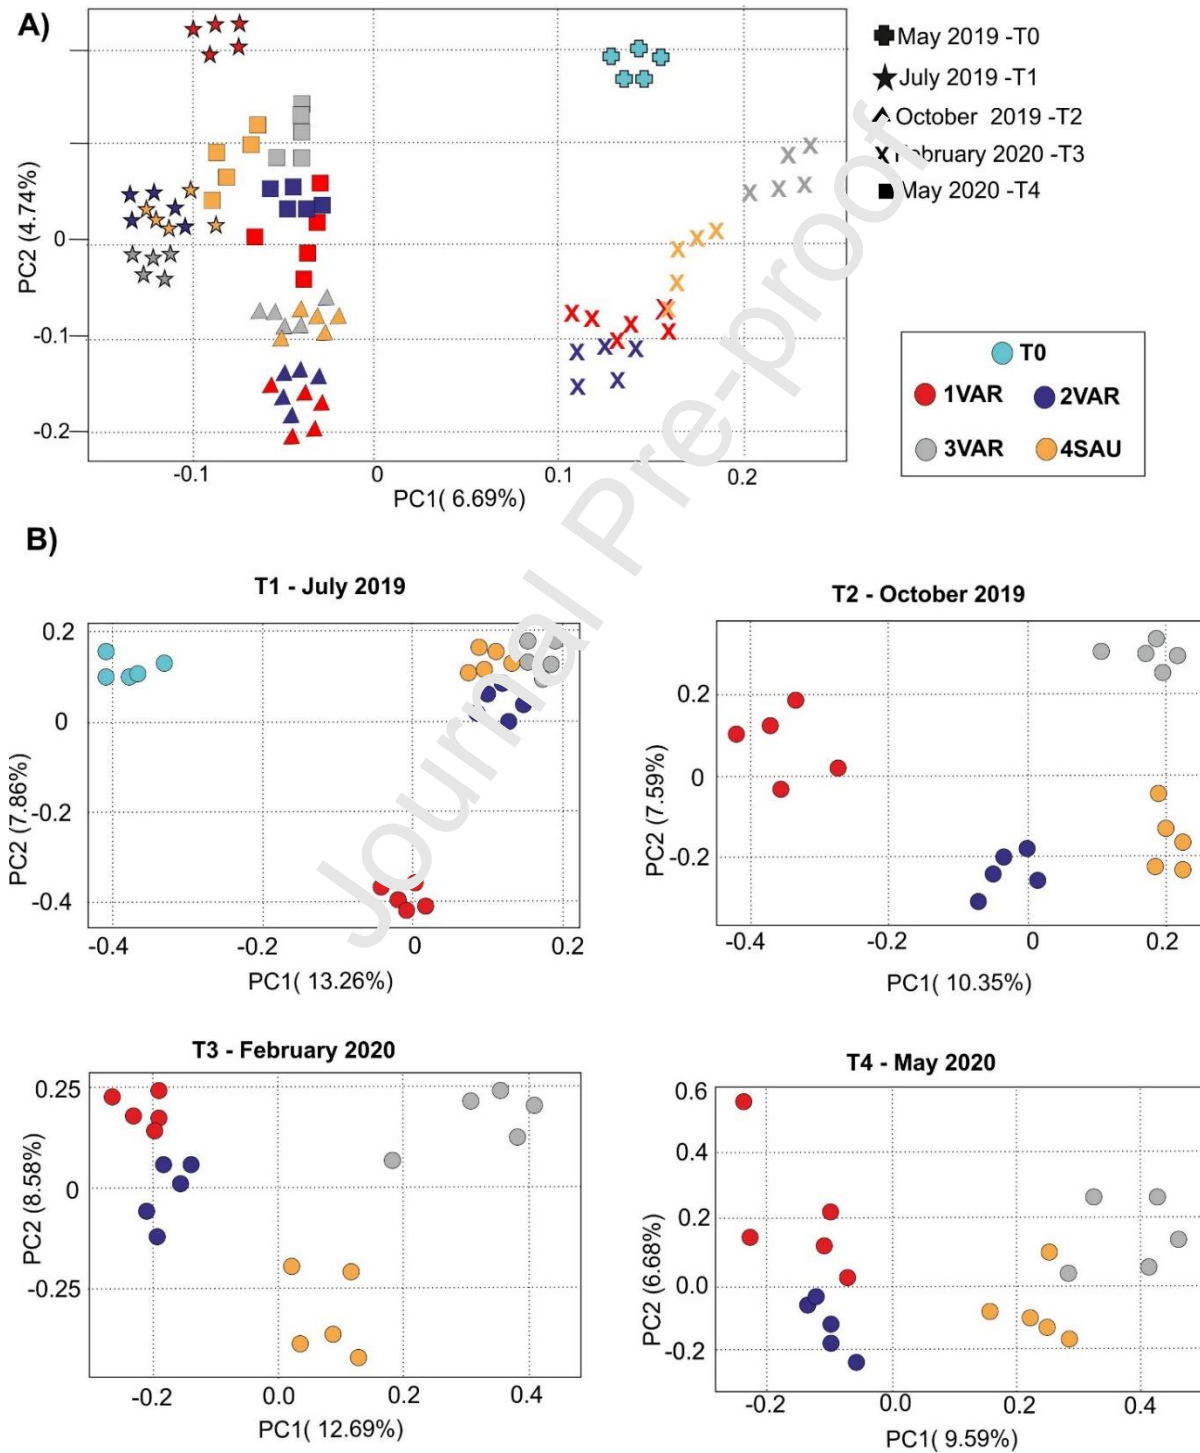 A)
May 2019 -T0
July 2019 -T1
October 2019 -T2
February 2020 -T3
May 2020 -T4
PC2 (4.74%)
0
-0.1
-0.2
-0.1
0
0.1
0.2
PC1( 6.69%)
T0
1VAR
2VAR
3VAR
4SAU
B)
T1 - July 2019
0.2
0
-0.2
-0.4
PC2 (7.86%)
-0.4
-0.2
0
0.2
PC1( 13.26%)
T2 - October 2019
0.2
0
-0.2
PC2 (7.59%)
-0.4
-0.2
0
0.2
PC1( 10.35%)
T3 - February 2020
0.25
0
-0.25
PC2 (8.58%)
-0.2
0.0
0.2
0.4
PC1( 12.69%)
T4 - May 2020
0.6
0.4
0.2
0.0
-0.2
PC2 (6.68%)
-0.2
0.0
0.2
0.4
PC1( 9.59%)
Journal Pre-proof